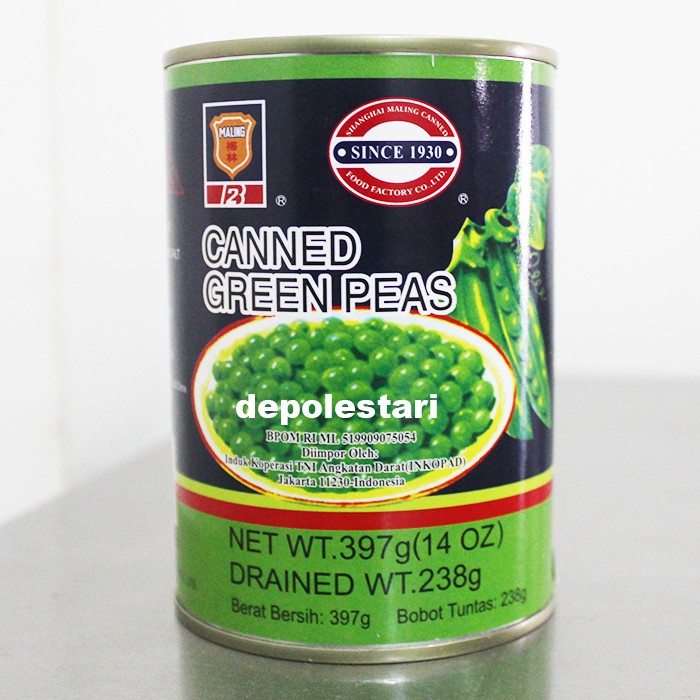 MALING
梅林
B2
®
SHANGHAI MALING CANNED
• SINCE 1930 •
FOOD FACTORY CO.,LTD.
®
CANNED
GREEN PEAS
depolestari
BPOM RI ML 519909075054
Diimpor Oleh:
Induk Koperasi TNI Angkatan Darat(INKOPAD)
Jakarta 11230-Indonesia
NET WT.397g(14 OZ)
DRAINED WT.238g
Berat Bersih: 397g Bobot Tuntas: 238g